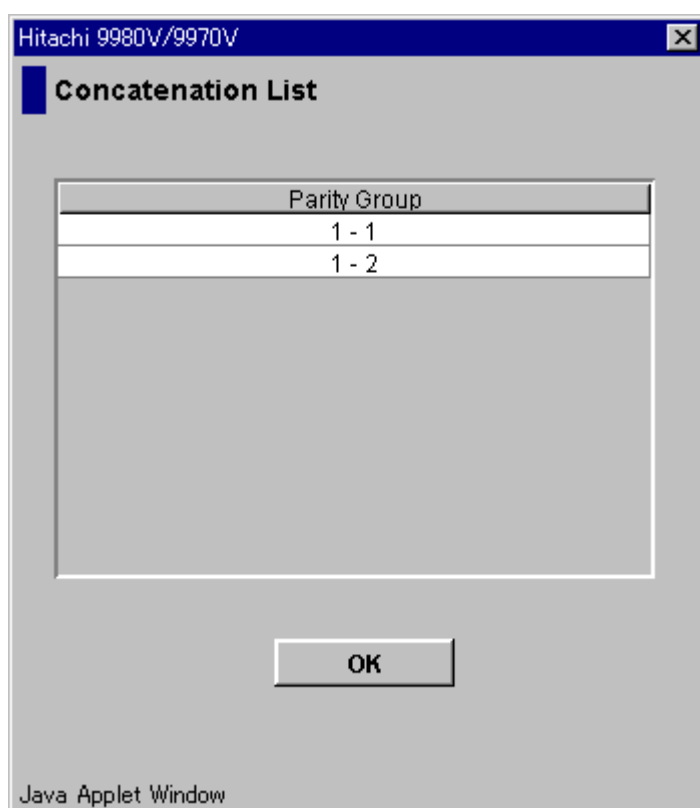 Hitachi 9980V/9970V
Concatenation List
Parity Group
1 - 1
1 - 2
OK
Java Applet Window